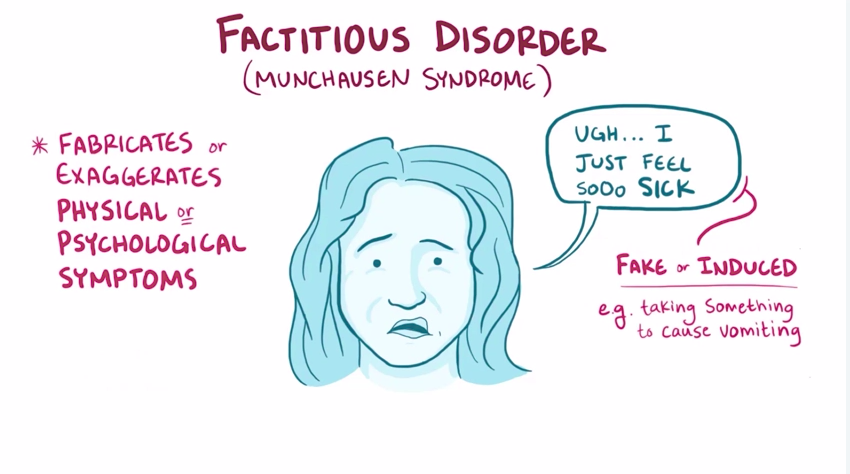 FACTITIOUS DISORDER
(MUNCHAUSEN SYNDROME)
* FABRICATES or
EXAGGERATES
PHYSICAL or
PSYCHOLOGICAL
SYMPTOMS
UGH... I
JUST FEEL
SOOO SICK
FAKE or INDUCED
e.g. taking something
to cause vomiting